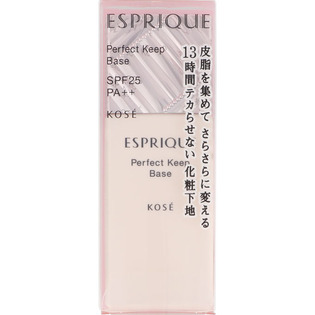 ESPRIQUE
Perfect Keep
Base
SPF25
PA++
KOSÉ
皮脂を集めて さらさらに変える
13時間テカらせない化粧下地
ESPRIQUE
Perfect Keep
Base
KOSÉ